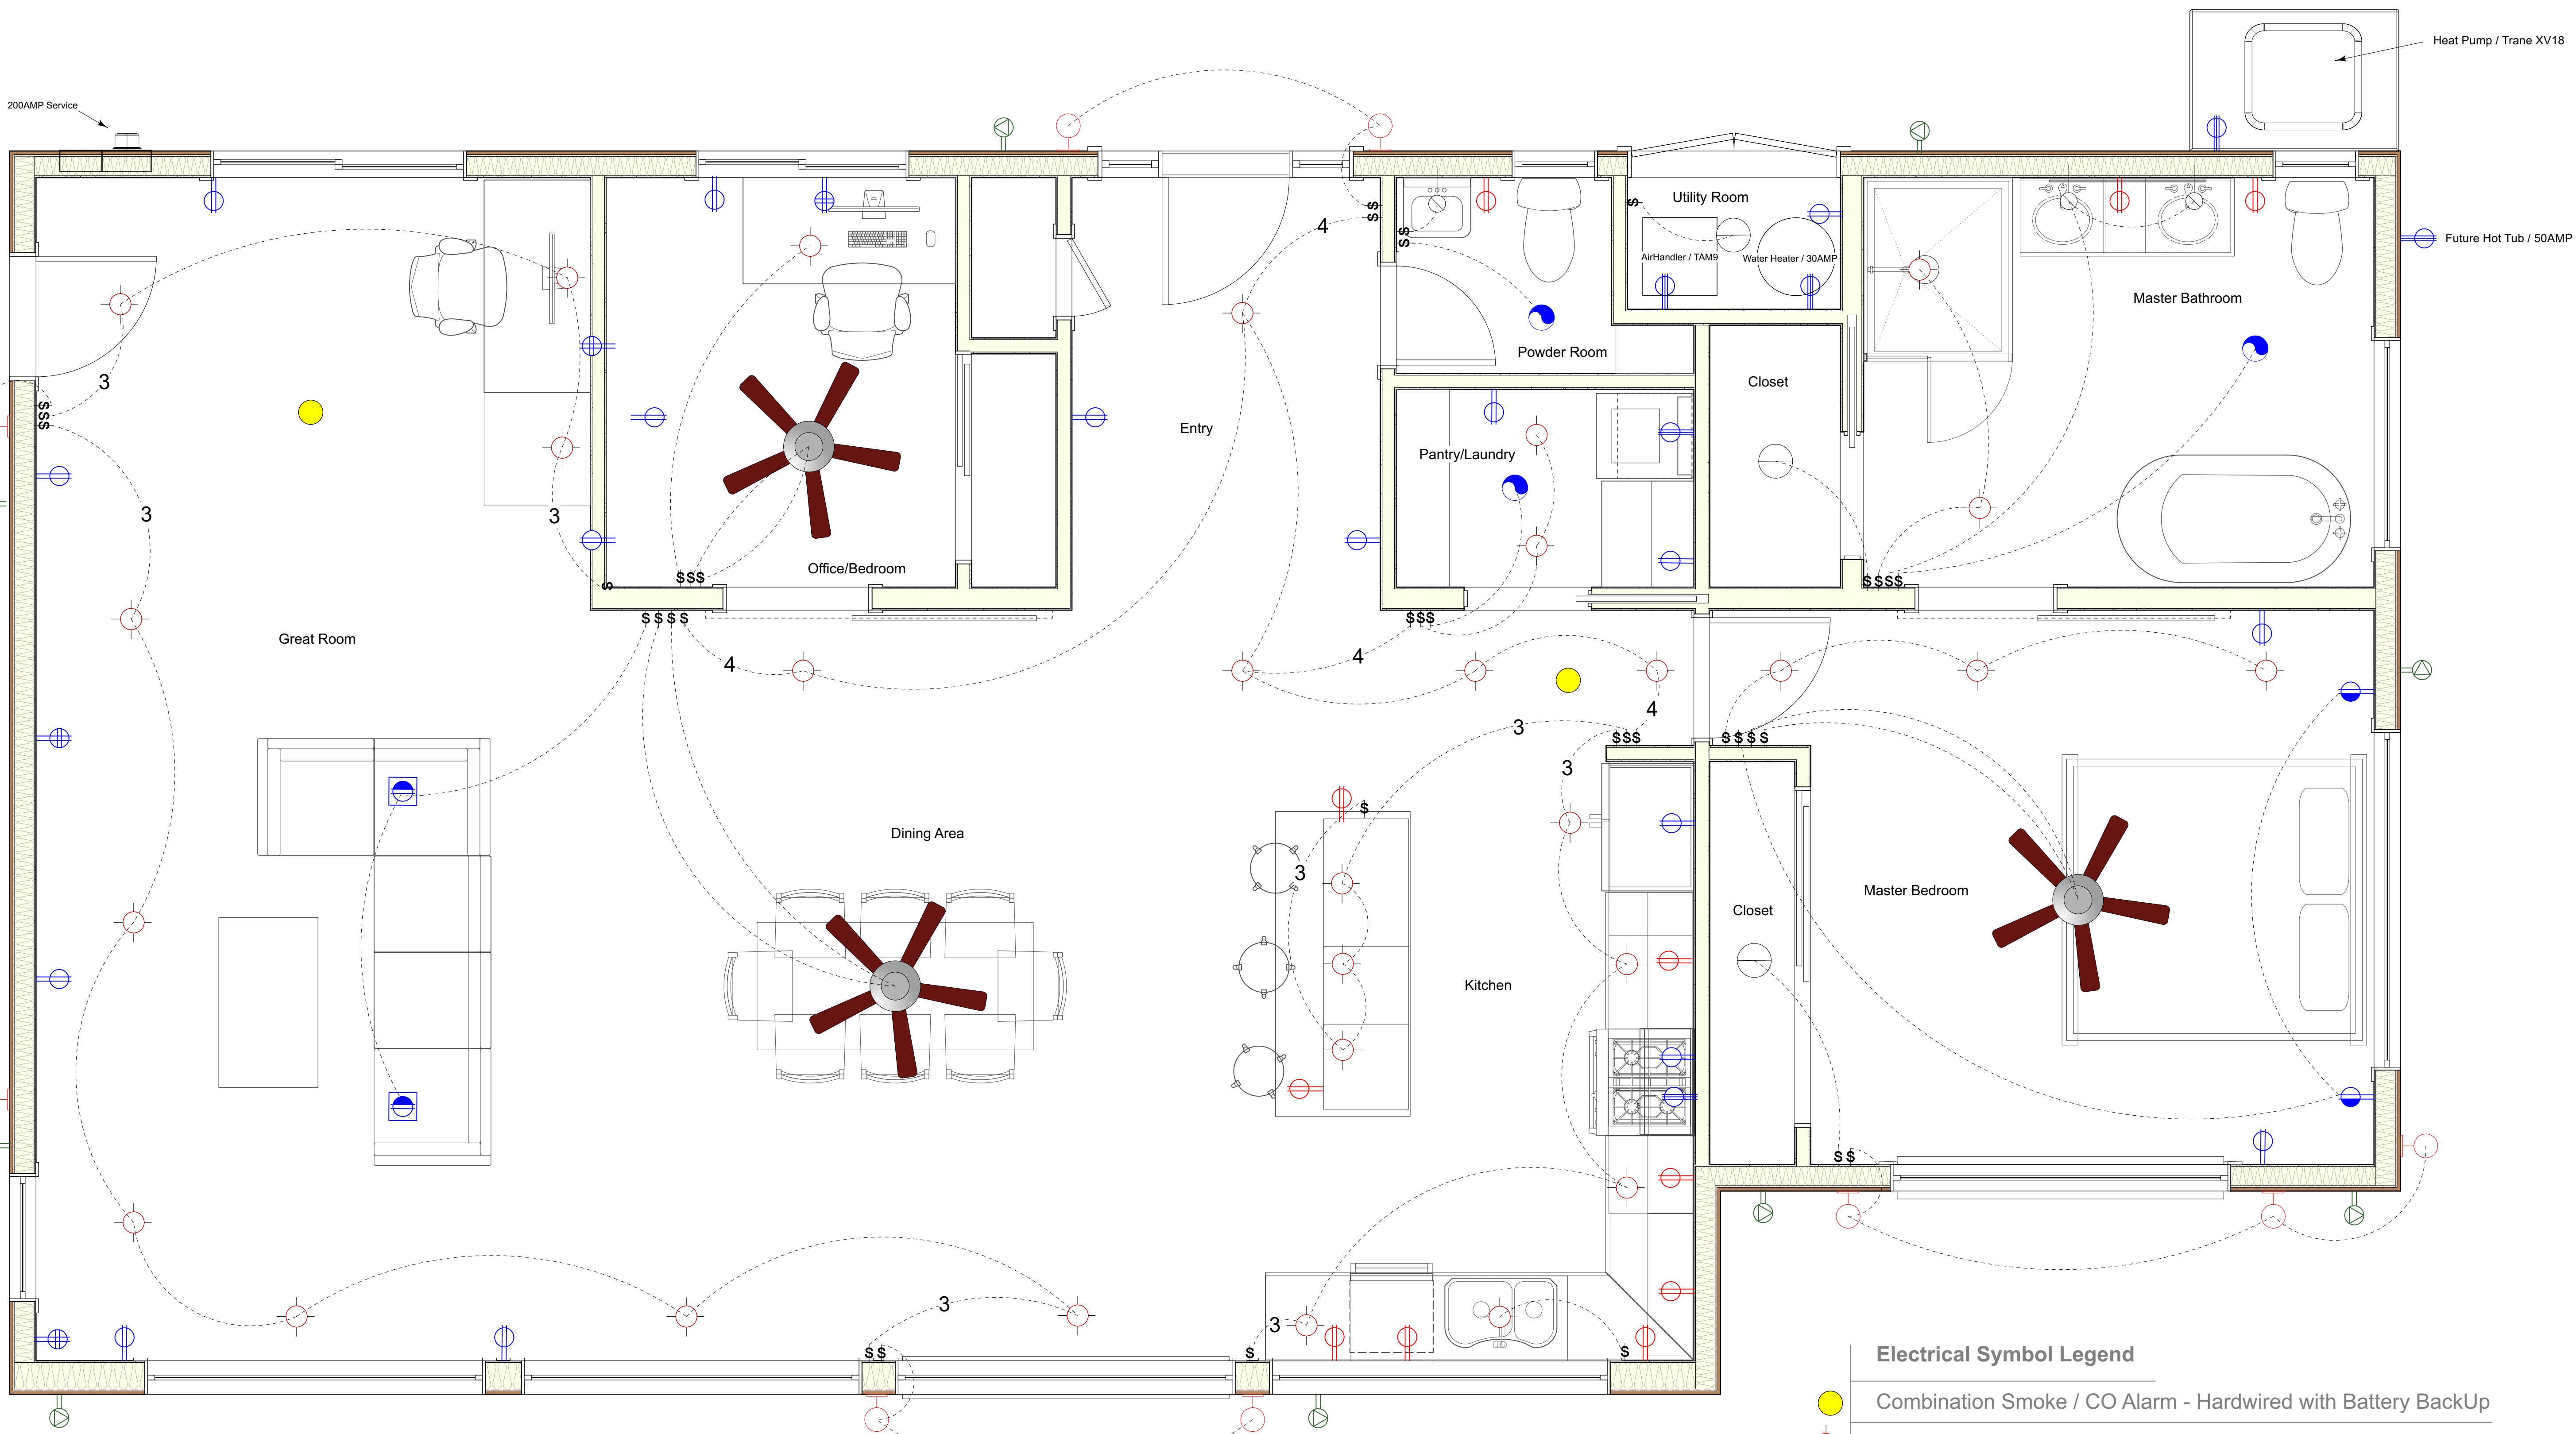 Heat Pump / Trane XV18
200AMP Service
Utility Room
4
$
$
$
$
$
AirHandler / TAM9
Water Heater / 30AMP
Future Hot Tub / 50AMP
Master Bathroom
Powder Room
3
Closet
$
$
$
Entry
Pantry/Laundry
3
3
Office/Bedroom
$$$
$
$ $ $ $
$ $ $ $
$$$
Great Room
4
4
4
3
$$$
$ $ $ $
3
$
Dining Area
3
Master Bedroom
Closet
Kitchen
$ $
3
3
$ $
$
$
Electrical Symbol Legend
Combination Smoke / CO Alarm - Hardwired with Battery BackUp